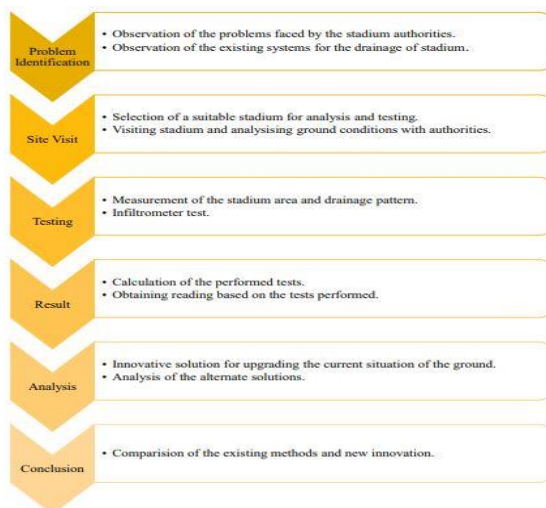 Problem
Identification
• Observation of the problems faced by the stadium authorities.
• Observation of the existing systems for the drainage of stadium.
Site Visit
• Selection of a suitable stadium for analysis and testing.
• Visiting stadium and analysising ground conditions with authorities.
Testing
• Measurement of the stadium area and drainage pattern.
• Infiltrometer test.
Result
• Calculation of the performed tests.
• Obtaining reading based on the tests performed.
Analysis
• Innovative solution for upgrading the current situation of the ground.
• Analysis of the alternate solutions.
Conclusion
• Comparision of the existing methods and new innovation.